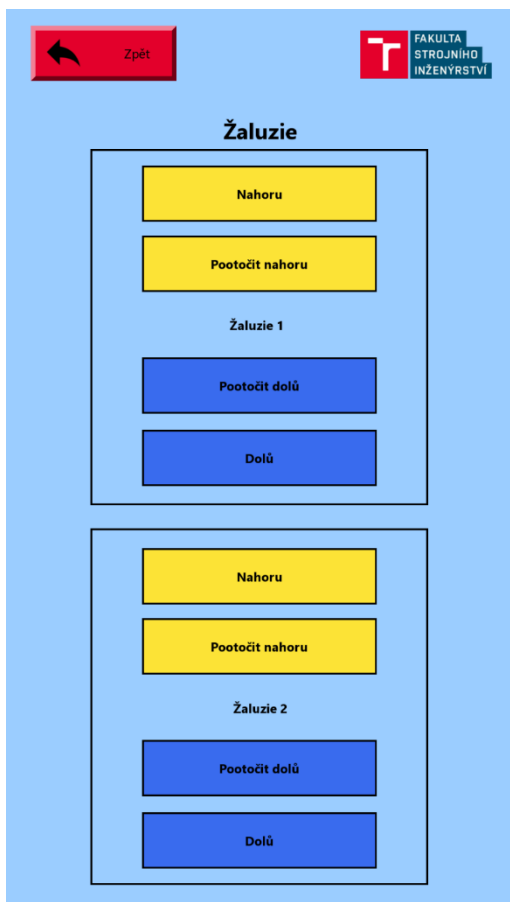 Zpět
FAKULTA
STROJNÍHO
INŽENÝRSTVÍ
Žaluzie
Nahoru
Pootočit nahoru
Žaluzie 1
Pootočit dolů
Dolů
Nahoru
Pootočit nahoru
Žaluzie 2
Pootočit dolů
Dolů